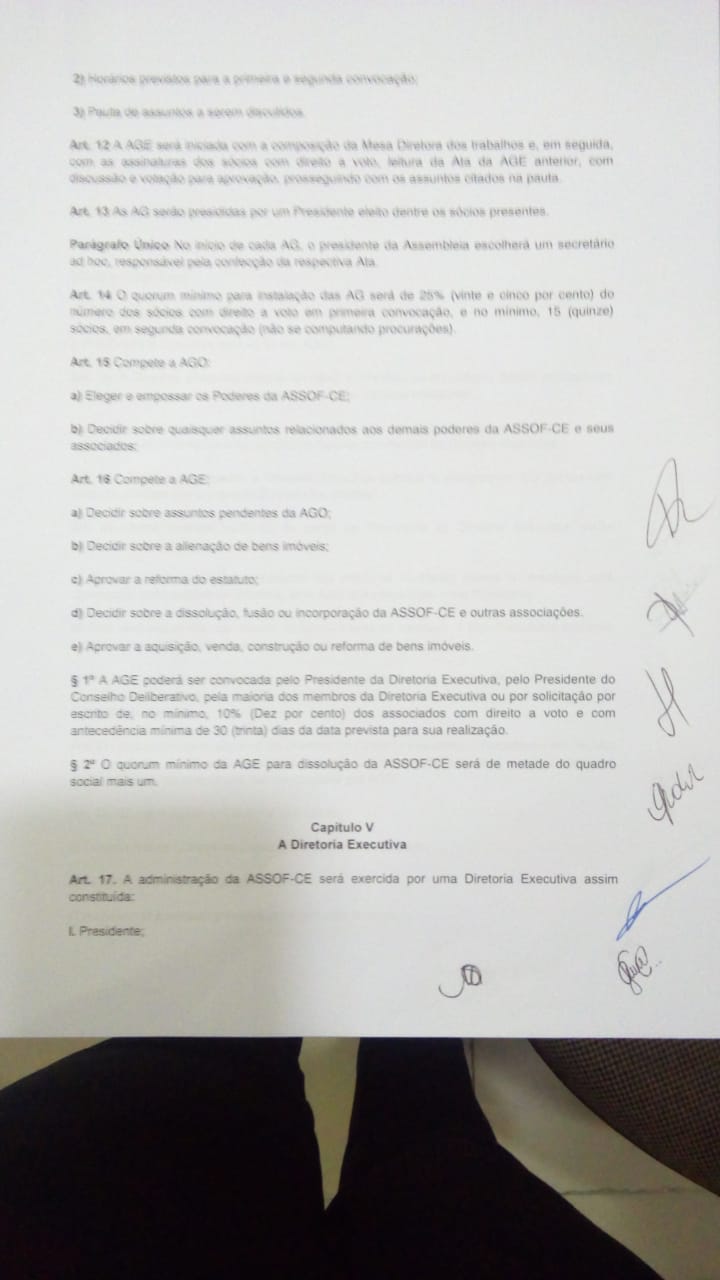 2) Horários previstos para a primeira e segunda convocação;
3) Pauta de assuntos a serem discutidos.
Art. 12 A AGE será iniciada com a composição da Mesa Diretora dos trabalhos e, em seguida,
com as assinaturas dos sócios com direito a voto, leitura da Ata da AGE anterior, com
discussão e votação para aprovação, prosseguindo com os assuntos citados na pauta.
Art. 13 As AG serão presididas por um Presidente eleito dentre os sócios presentes.
Parágrafo Único No início de cada AG, o presidente da Assembleia escolherá um secretário
ad hoc, responsável pela confecção da respectiva Ata.
Art. 14 O quorum mínimo para instalação das AG será de 25% (vinte e cinco por cento) do
número dos sócios com direito a voto em primeira convocação, e no mínimo, 15 (quinze)
sócios, em segunda convocação (não se computando procurações).
Art. 15 Compete a AGO:
a) Eleger e empossar os Poderes da ASSOF-CE;
b) Decidir sobre quaisquer assuntos relacionados aos demais poderes da ASSOF-CE e seus
associados;
Art. 16 Compete a AGE:
a) Decidir sobre assuntos pendentes da AGO;
b) Decidir sobre a alienação de bens imóveis;
c) Aprovar a reforma do estatuto;
d) Decidir sobre a dissolução, fusão ou incorporação da ASSOF-CE e outras associações.
e) Aprovar a aquisição, venda, construção ou reforma de bens imóveis.
§ 1º A AGE poderá ser convocada pelo Presidente da Diretoria Executiva, pelo Presidente do
Conselho Deliberativo, pela maioria dos membros da Diretoria Executiva ou por solicitação por
escrito de, no mínimo, 10% (Dez por cento) dos associados com direito a voto e com
antecedência mínima de 30 (trinta) dias da data prevista para sua realização.
§ 2º O quorum mínimo da AGE para dissolução da ASSOF-CE será de metade do quadro
social mais um.
Capítulo V
A Diretoria Executiva
Art. 17. A administração da ASSOF-CE será exercida por uma Diretoria Executiva assim
constituída:
I. Presidente;